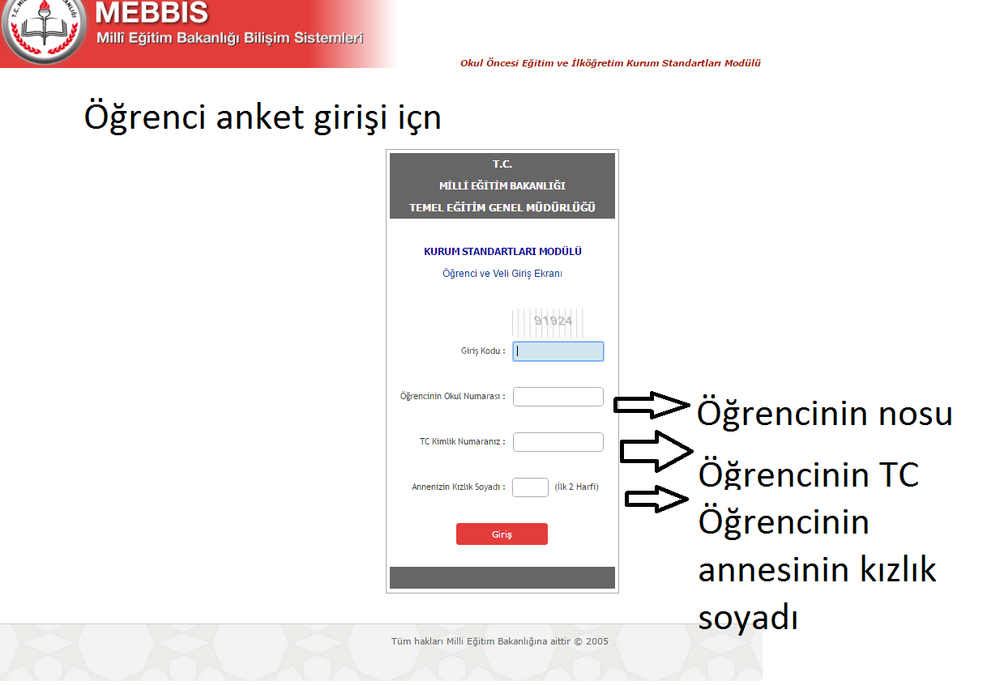 MEBBIS
Millî Eğitim Bakanlığı Bilişim Sistemleri
Okul Öncesi Eğitim ve İlköğretim Kurum Standartları Modülü
Öğrenci anket girişi içn
T.C.
MİLLİ EĞİTİM BAKANLIĞI
TEMEL EĞİTİM GENEL MÜDÜRLÜĞÜ
KURUM STANDARTLARI MODÜLÜ
Öğrenci ve Veli Giriş Ekranı
91924
Giriş Kodu :
Öğrencinin Okul Numarası :
Öğrencinin nosu
TC Kimlik Numaranız :
Öğrencinin TC
Annenizin Kızlık Soyadı : (İlk 2 Harfi)
Öğrencinin
annesinin kızlık
soyadı
Giriş
Tüm hakları Milli Eğitim Bakanlığına aittir © 2005